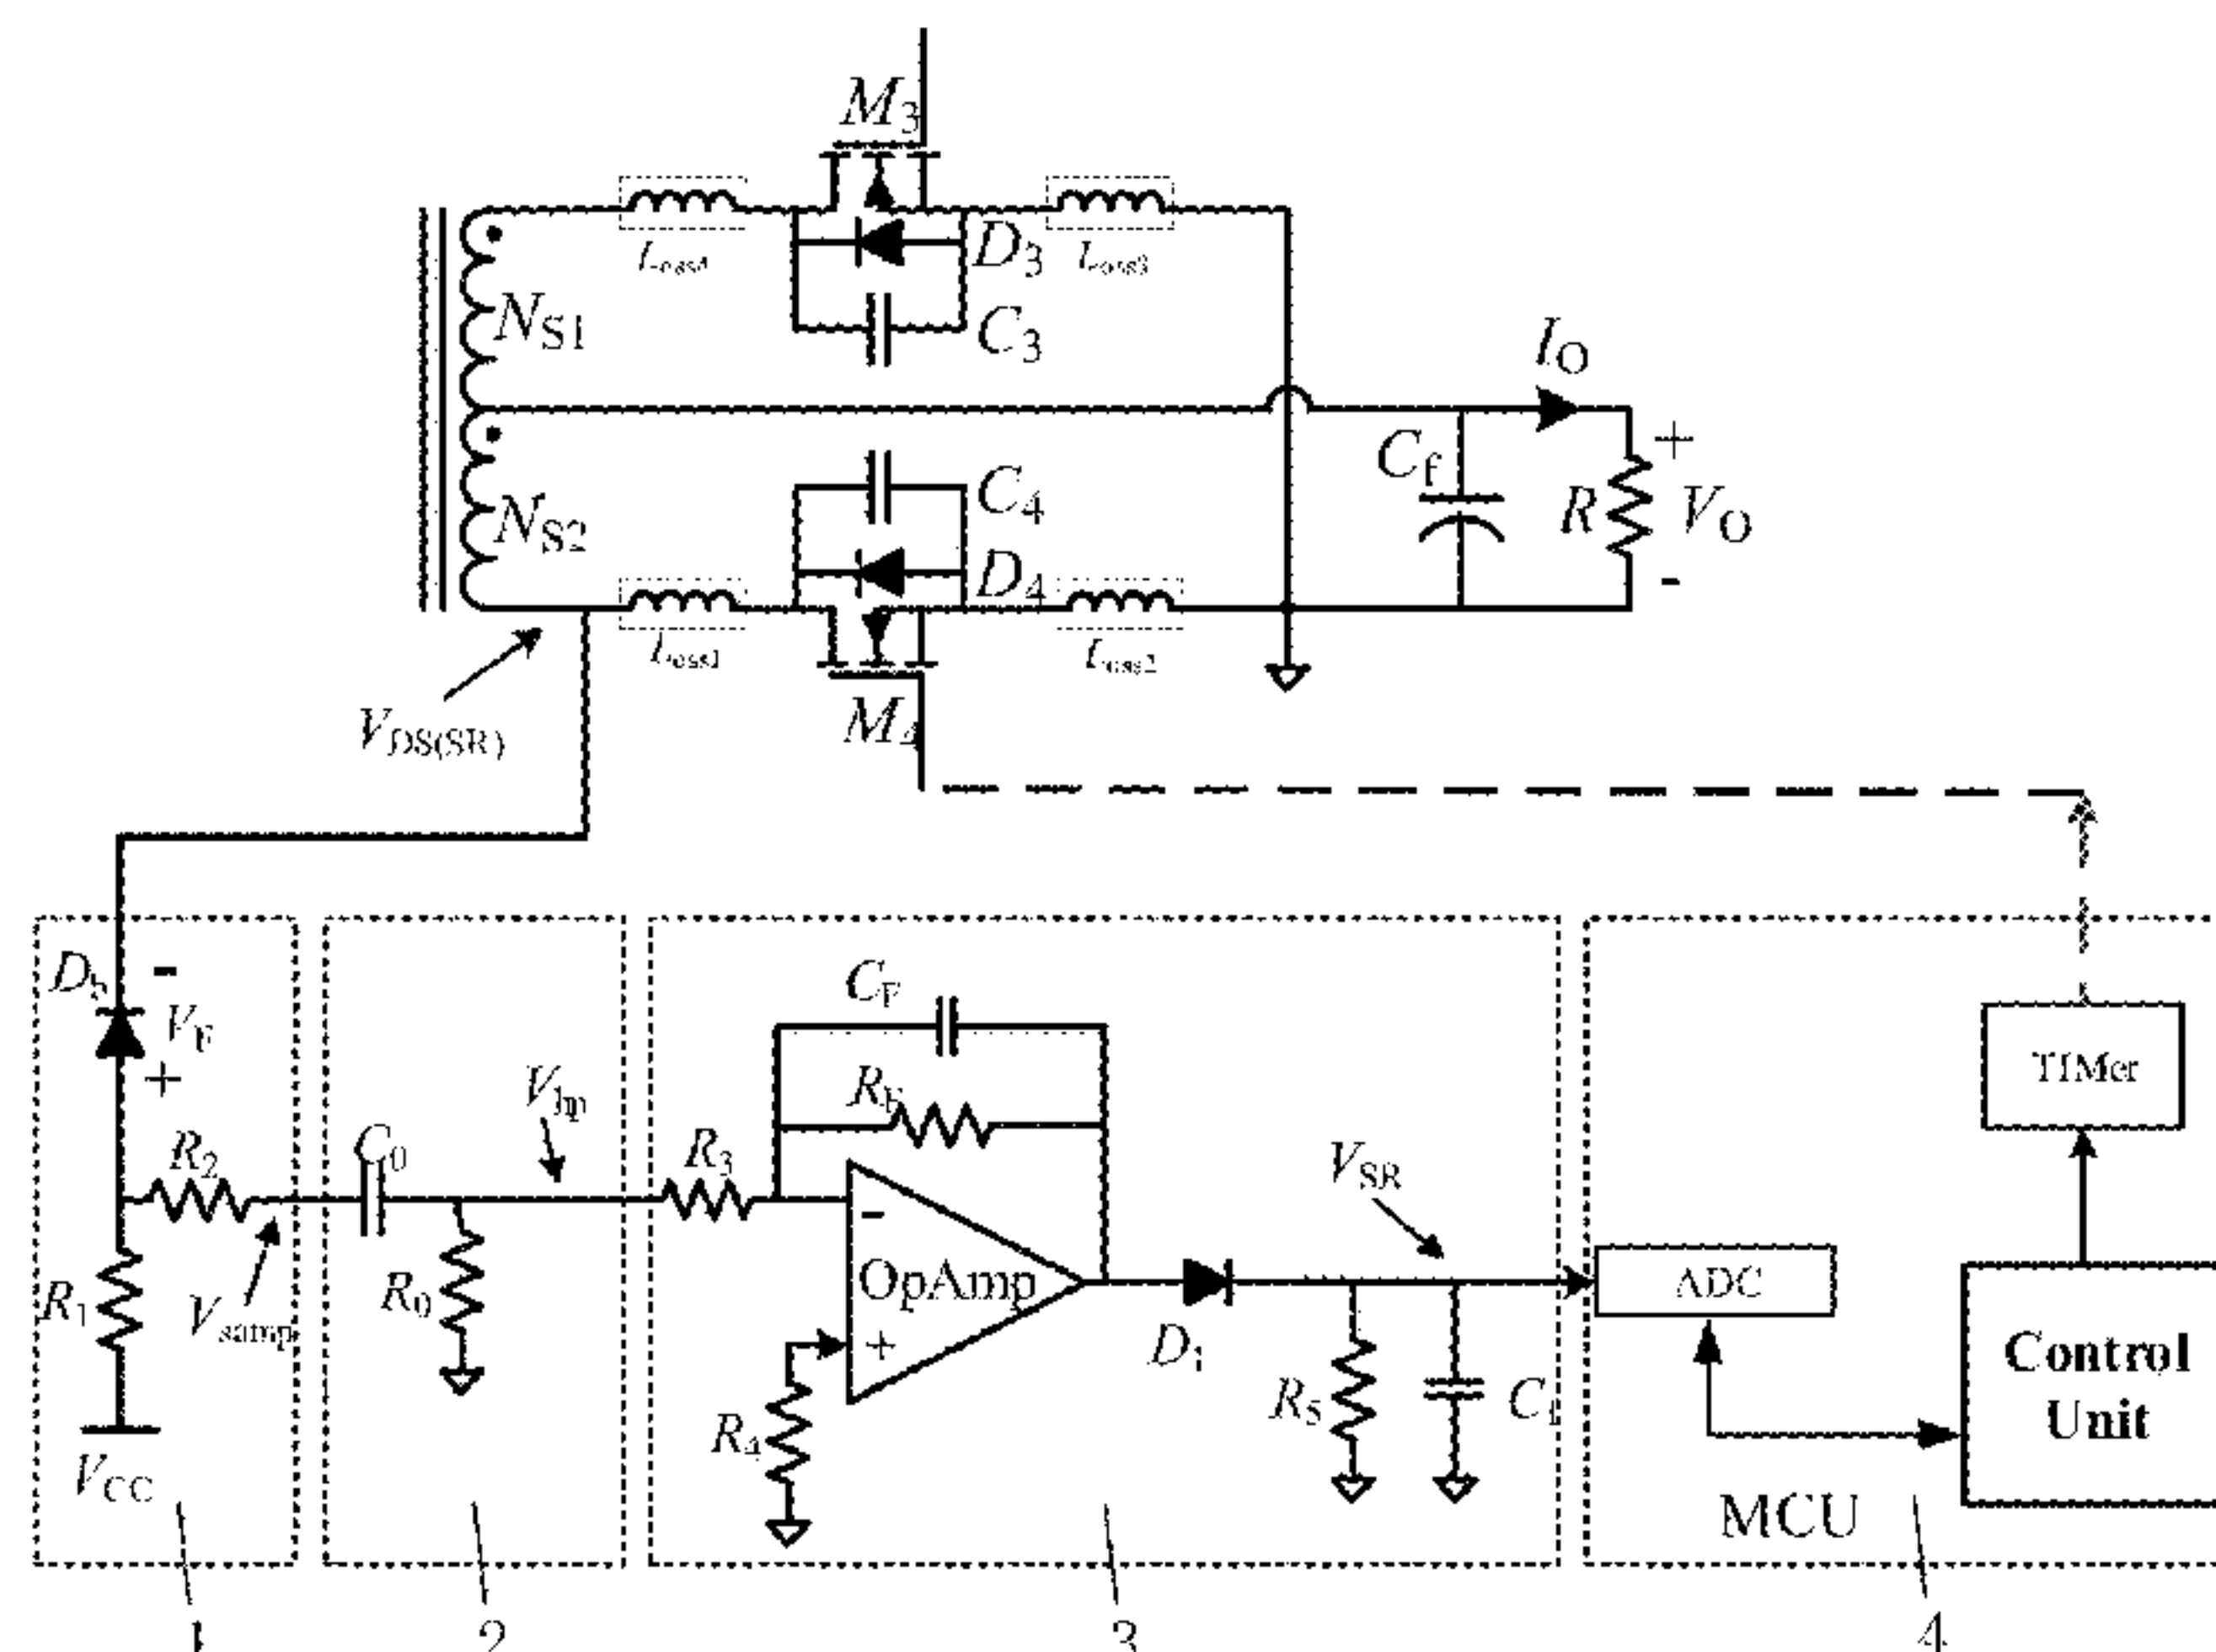 M3
Loss4
D3
Loss3
NS1
C3
IO
+
Cf
R
VO
-
C4
NS2
D4
Loss1
Loss2
VDS(SR)
M4
Db
-
VF
+
CF
Vhp
RF
TIMer
R2
C0
R3
VSR
-
OpAmp
+
ADC
R1
Vsamp
R0
D1
Control
Unit
R4
R5
C1
VCC
MCU
1
2
3
4